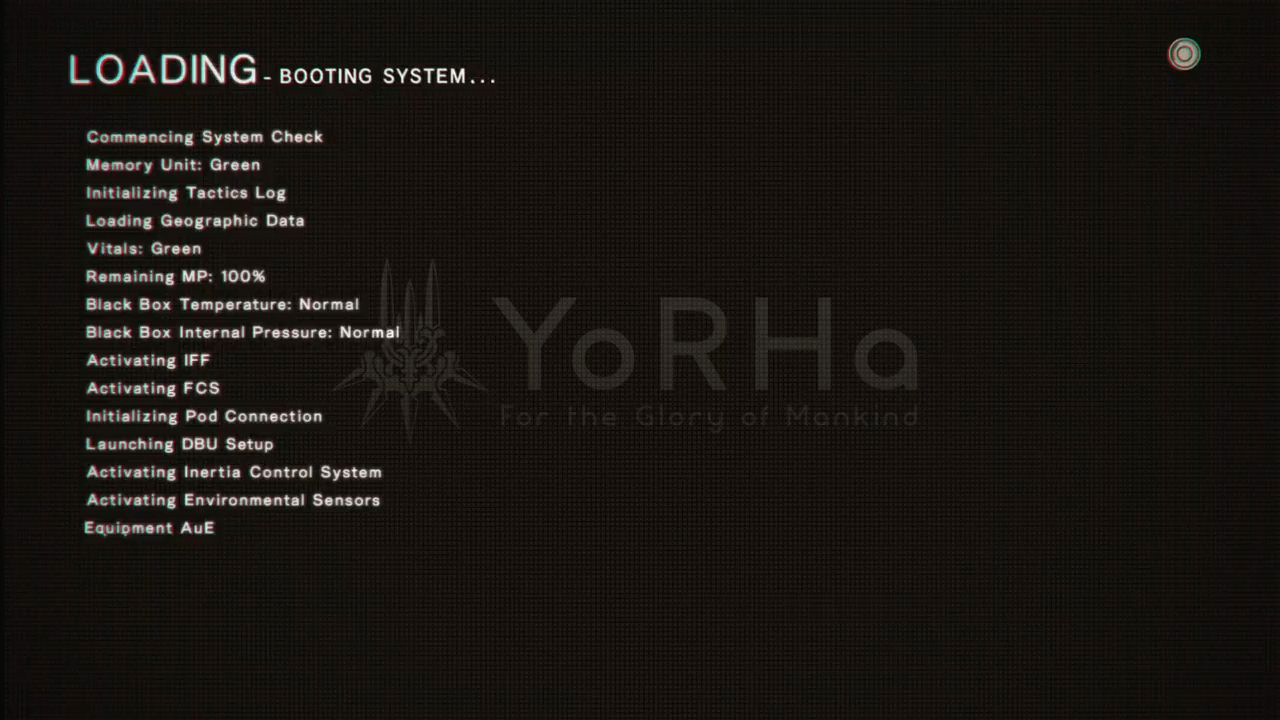 LOADING - BOOTING SYSTEM...
Commencing System Check
Memory Unit: Green
Initializing Tactics Log
Loading Geographic Data
Vitals: Green
Remaining MP: 100%
Black Box Temperature: Normal
Black Box Internal Pressure: Normal
Activating IFF
Activating FCS
Initializing Pod Connection
Launching DBU Setup
Activating Inertia Control System
Activating Environmental Sensors
Equipment AuE
YoRHa
For the Glory of Mankind